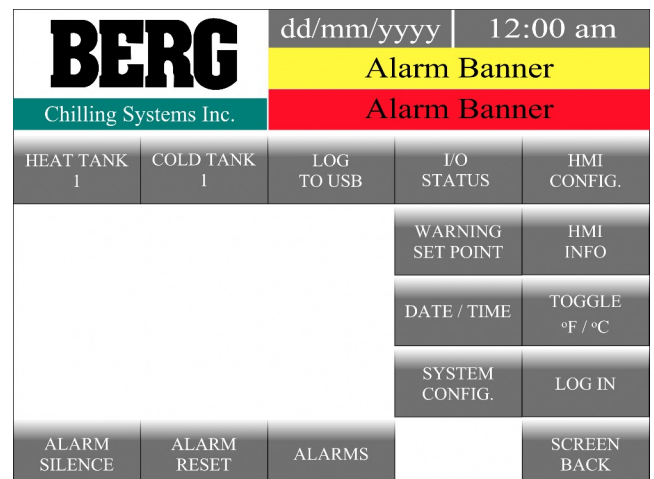 BERG
Chilling Systems Inc.
dd/mm/yyyy
12:00 am
Alarm Banner
Alarm Banner
HEAT TANK
1
COLD TANK
1
LOG
TO USB
I/O
STATUS
HMI
CONFIG.
WARNING
SET POINT
HMI
INFO
DATE / TIME
TOGGLE
ºF / ºC
SYSTEM
CONFIG.
LOG IN
ALARM
SILENCE
ALARM
RESET
ALARMS
SCREEN
BACK